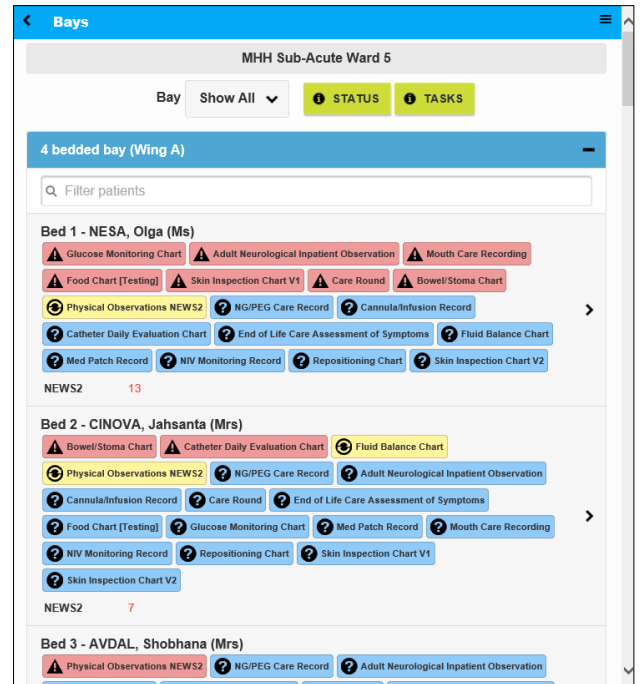 Bays
MHH Sub-Acute Ward 5
Bay Show All STATUS TASKS
4 bedded bay (Wing A)
Filter patients
Bed 1 - NESA, Olga (Ms)
Glucose Monitoring Chart Adult Neurological Inpatient Observation Mouth Care Recording
Food Chart [Testing] Skin Inspection Chart V1 Care Round Bowel/Stoma Chart
Physical Observations NEWS2 NG/PEG Care Record Cannula/Infusion Record
Catheter Daily Evaluation Chart End of Life Care Assessment of Symptoms Fluid Balance Chart
Med Patch Record NIV Monitoring Record Repositioning Chart Skin Inspection Chart V2
NEWS2 13
Bed 2 - CINOVA, Jahsanta (Mrs)
Bowel/Stoma Chart Catheter Daily Evaluation Chart Fluid Balance Chart
Physical Observations NEWS2 NG/PEG Care Record Adult Neurological Inpatient Observation
Cannula/Infusion Record Care Round End of Life Care Assessment of Symptoms
Food Chart [Testing] Glucose Monitoring Chart Med Patch Record Mouth Care Recording
NIV Monitoring Record Repositioning Chart Skin Inspection Chart V1
Skin Inspection Chart V2
NEWS2 7
Bed 3 - AVDAL, Shobhana (Mrs)
Physical Observations NEWS2 NG/PEG Care Record Adult Neurological Inpatient Observation